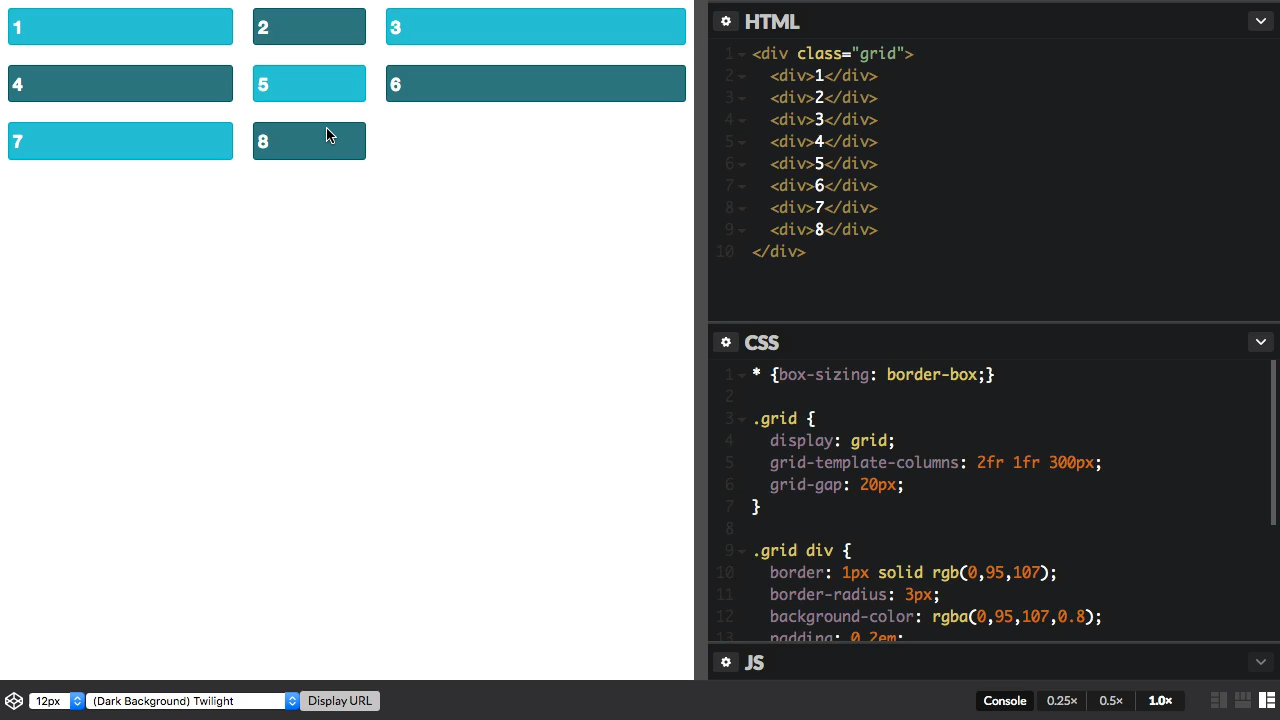 1 2 3
4 5 6
7 8
HTML
1 <div class="grid">
2 <div>1</div>
3 <div>2</div>
4 <div>3</div>
5 <div>4</div>
6 <div>5</div>
7 <div>6</div>
8 <div>7</div>
9 <div>8</div>
10 </div>
CSS
1 * {box-sizing: border-box;}
2
3 .grid {
4 display: grid;
5 grid-template-columns: 2fr 1fr 300px;
6 grid-gap: 20px;
7 }
8
9 .grid div {
10 border: 1px solid rgb(0,95,107);
11 border-radius: 3px;
12 background-color: rgba(0,95,107,0.8);
13 padding: 0.2em;
JS
12px (Dark Background) Twilight Display URL Console 0.25× 0.5× 1.0×